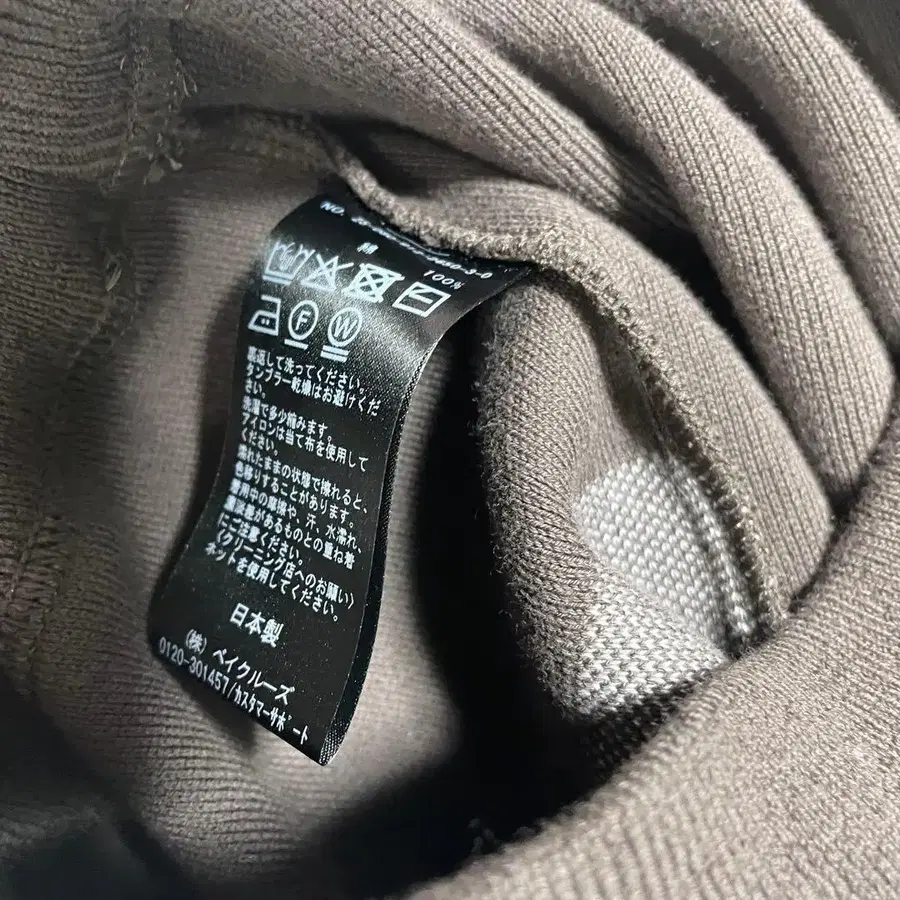 綿 100%
F W
裏返して洗ってください。
タンブラー乾燥はお避けくだ
さい。
洗濯で多少縮みます。
アイロンは当て布を使用して
ください。
濡れたままの状態で擦れると、
色移りすることがあります。
着用中の摩擦や、汗、水濡れ、
濃淡差があるものとの重ね着
にご注意ください。
(クリーニング店へのお願い)
ネットを使用してください。
日本製
(株) ベイクルーズ
0120-301457/カスタマーサポート